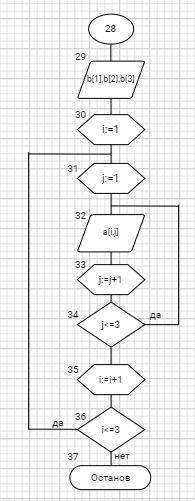 28
29
b[1],b[2],b[3]
30
i:=1
31
j:=1
32
a[i,j]
33
j:=j+1
34
да
j<=3
35
i:=i+1
36
да
i<=3
37
нет
Останов